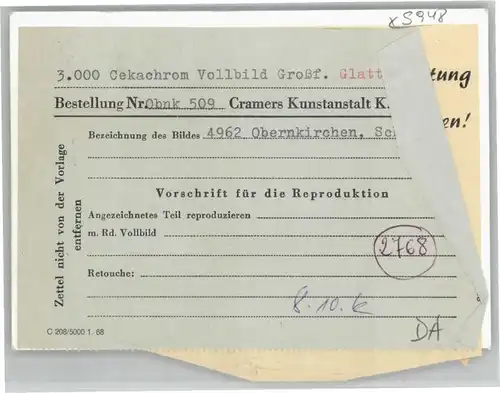 x5948
3.000 Cekachrom Vollbild Großf. Glatt
tung
Bestellung Nr. Obnk 509 Cramers Kunstanstalt K.
en!
Bezeichnung des Bildes 4962 Obernkirchen, Sc
Vorschrift für die Reproduktion
Angezeichnetes Teil reproduzieren
m. Rd. Vollbild
2768
Retouche:
8.10.
DA
C 208/5000 1. 68
Zettel nicht von der Vorlage
entfernen